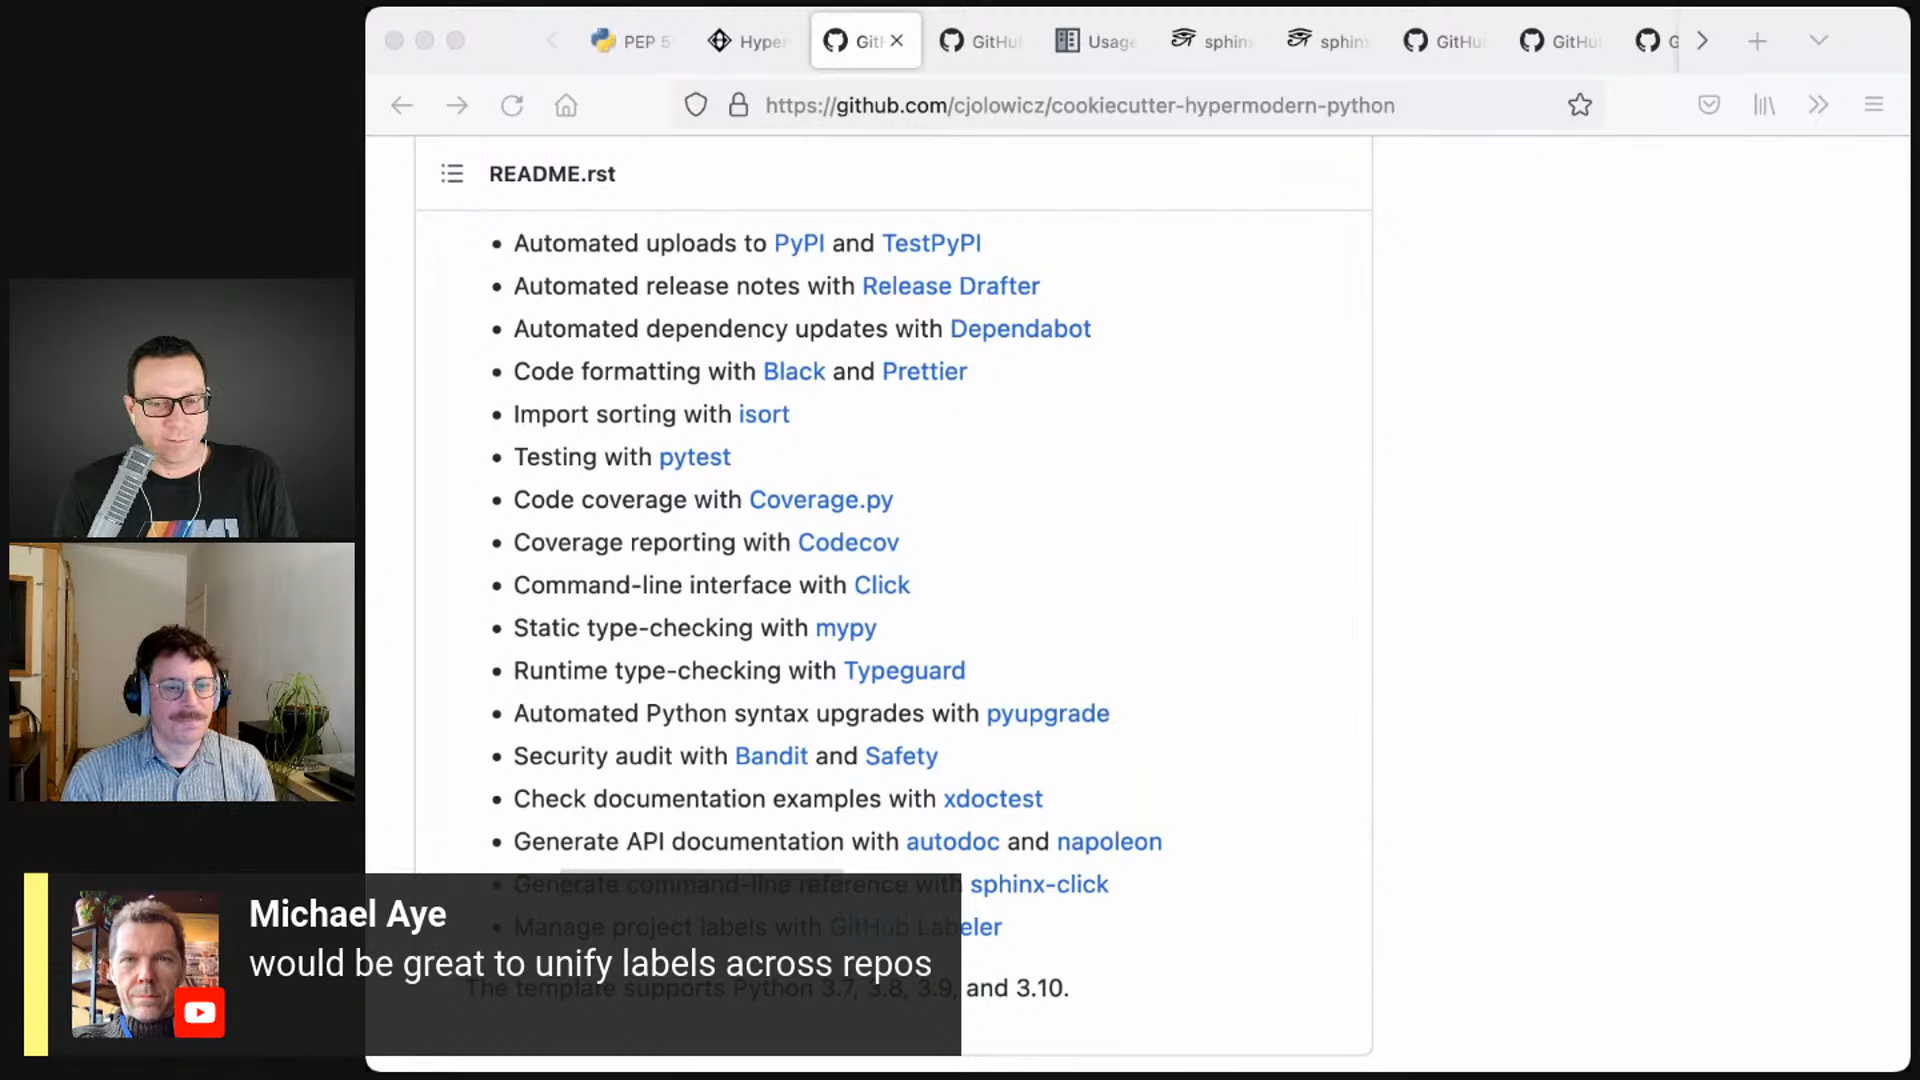 PEP 5
Hyper
Git
GitHu
Usage
sphin
sphin
GitHu
GitHu
G
https://github.com/cjolowicz/cookiecutter-hypermodern-python
README.rst
• Automated uploads to PyPI and TestPyPI
• Automated release notes with Release Drafter
• Automated dependency updates with Dependabot
• Code formatting with Black and Prettier
• Import sorting with isort
• Testing with pytest
• Code coverage with Coverage.py
• Coverage reporting with Codecov
• Command-line interface with Click
• Static type-checking with mypy
• Runtime type-checking with Typeguard
• Automated Python syntax upgrades with pyupgrade
• Security audit with Bandit and Safety
• Check documentation examples with xdoctest
• Generate API documentation with autodoc and napoleon
• Generate command-line reference with sphinx-click
• Manage project labels with GitHub Labeler
The template supports Python 3.7, 3.8, 3.9, and 3.10.
Michael Aye
would be great to unify labels across repos